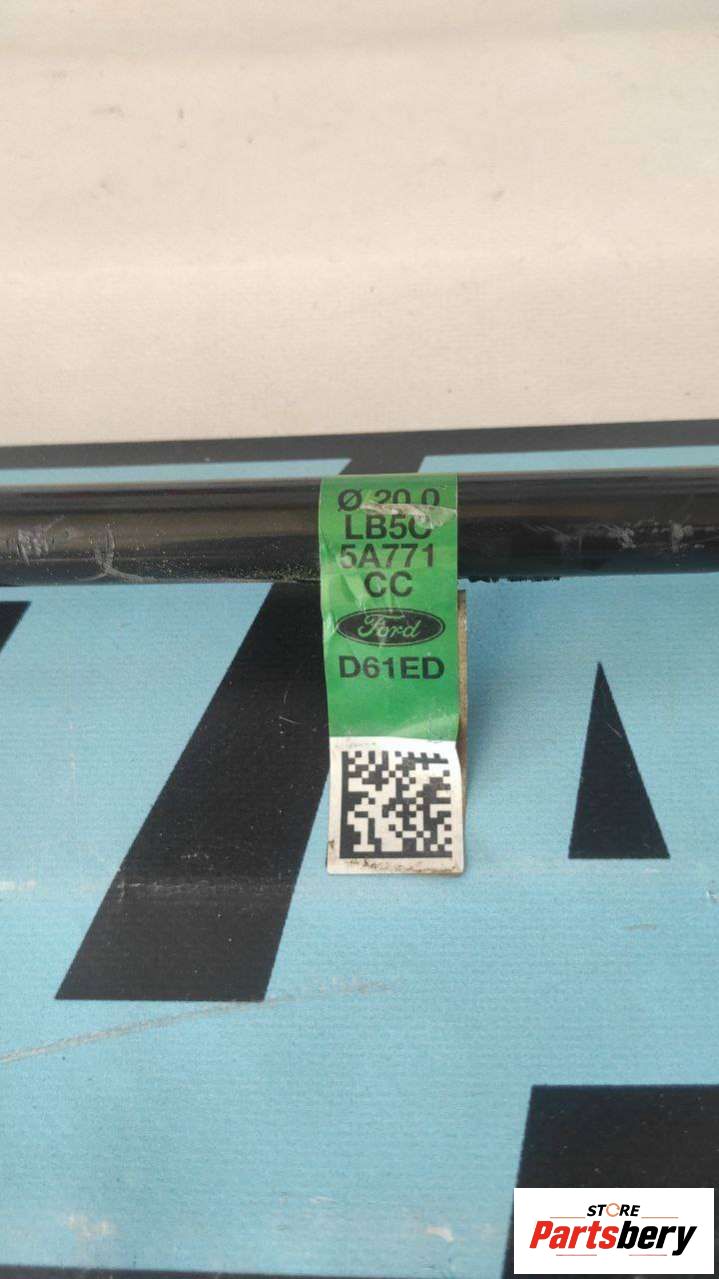 Ø 20.0
LB5C
5A771
CC
Ford
D61ED
STORE
Partsbery